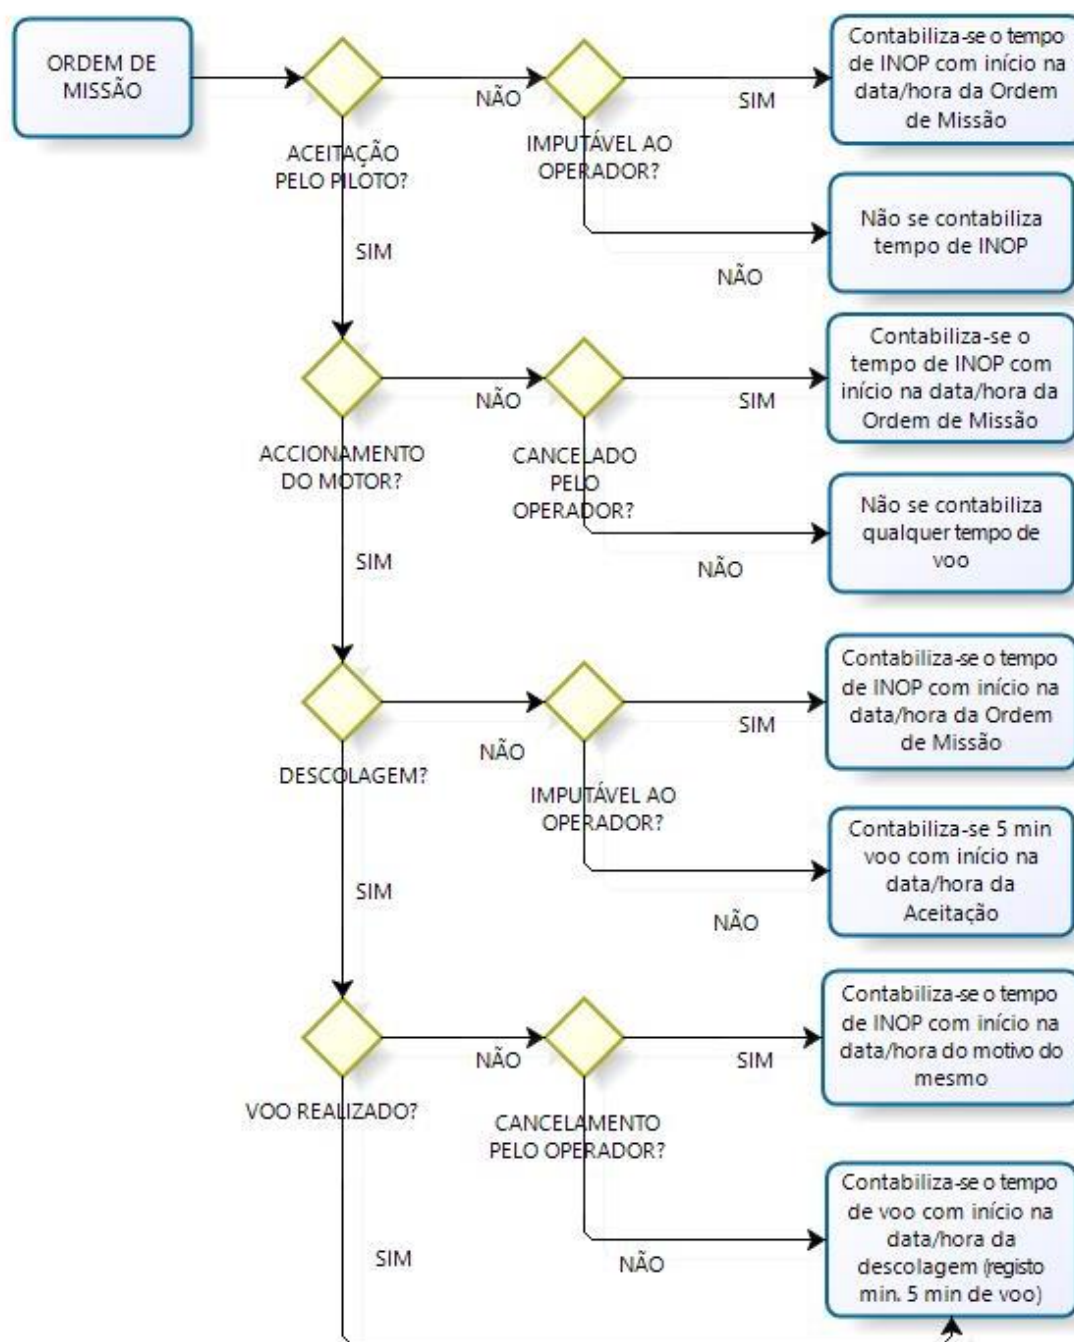 ORDEM DE
MISSÃO
ACEITAÇÃO
PELO PILOTO?
NÃO
IMPUTÁVEL AO
OPERADOR?
SIM
Contabiliza-se o tempo
de INOP com início na
data/hora da Ordem
de Missão
NÃO
Não se contabiliza
tempo de INOP
SIM
ACCIONAMENTO
DO MOTOR?
NÃO
CANCELADO
PELO
OPERADOR?
SIM
Contabiliza-se o
tempo de INOP com
início na data/hora da
Ordem de Missão
NÃO
Não se contabiliza
qualquer tempo de
voo
SIM
DESCOLAGEM?
NÃO
IMPUTÁVEL AO
OPERADOR?
SIM
Contabiliza-se o tempo
de INOP com início na
data/hora da Ordem
de Missão
NÃO
Contabiliza-se 5 min
voo com início na
data/hora da
Aceitação
SIM
VOO REALIZADO?
NÃO
CANCELAMENTO
PELO OPERADOR?
SIM
Contabiliza-se o tempo
de INOP com início na
data/hora do motivo do
mesmo
NÃO
Contabiliza-se o tempo
de voo com início na
data/hora da
descolagem (registo
min. 5 min de voo)
SIM